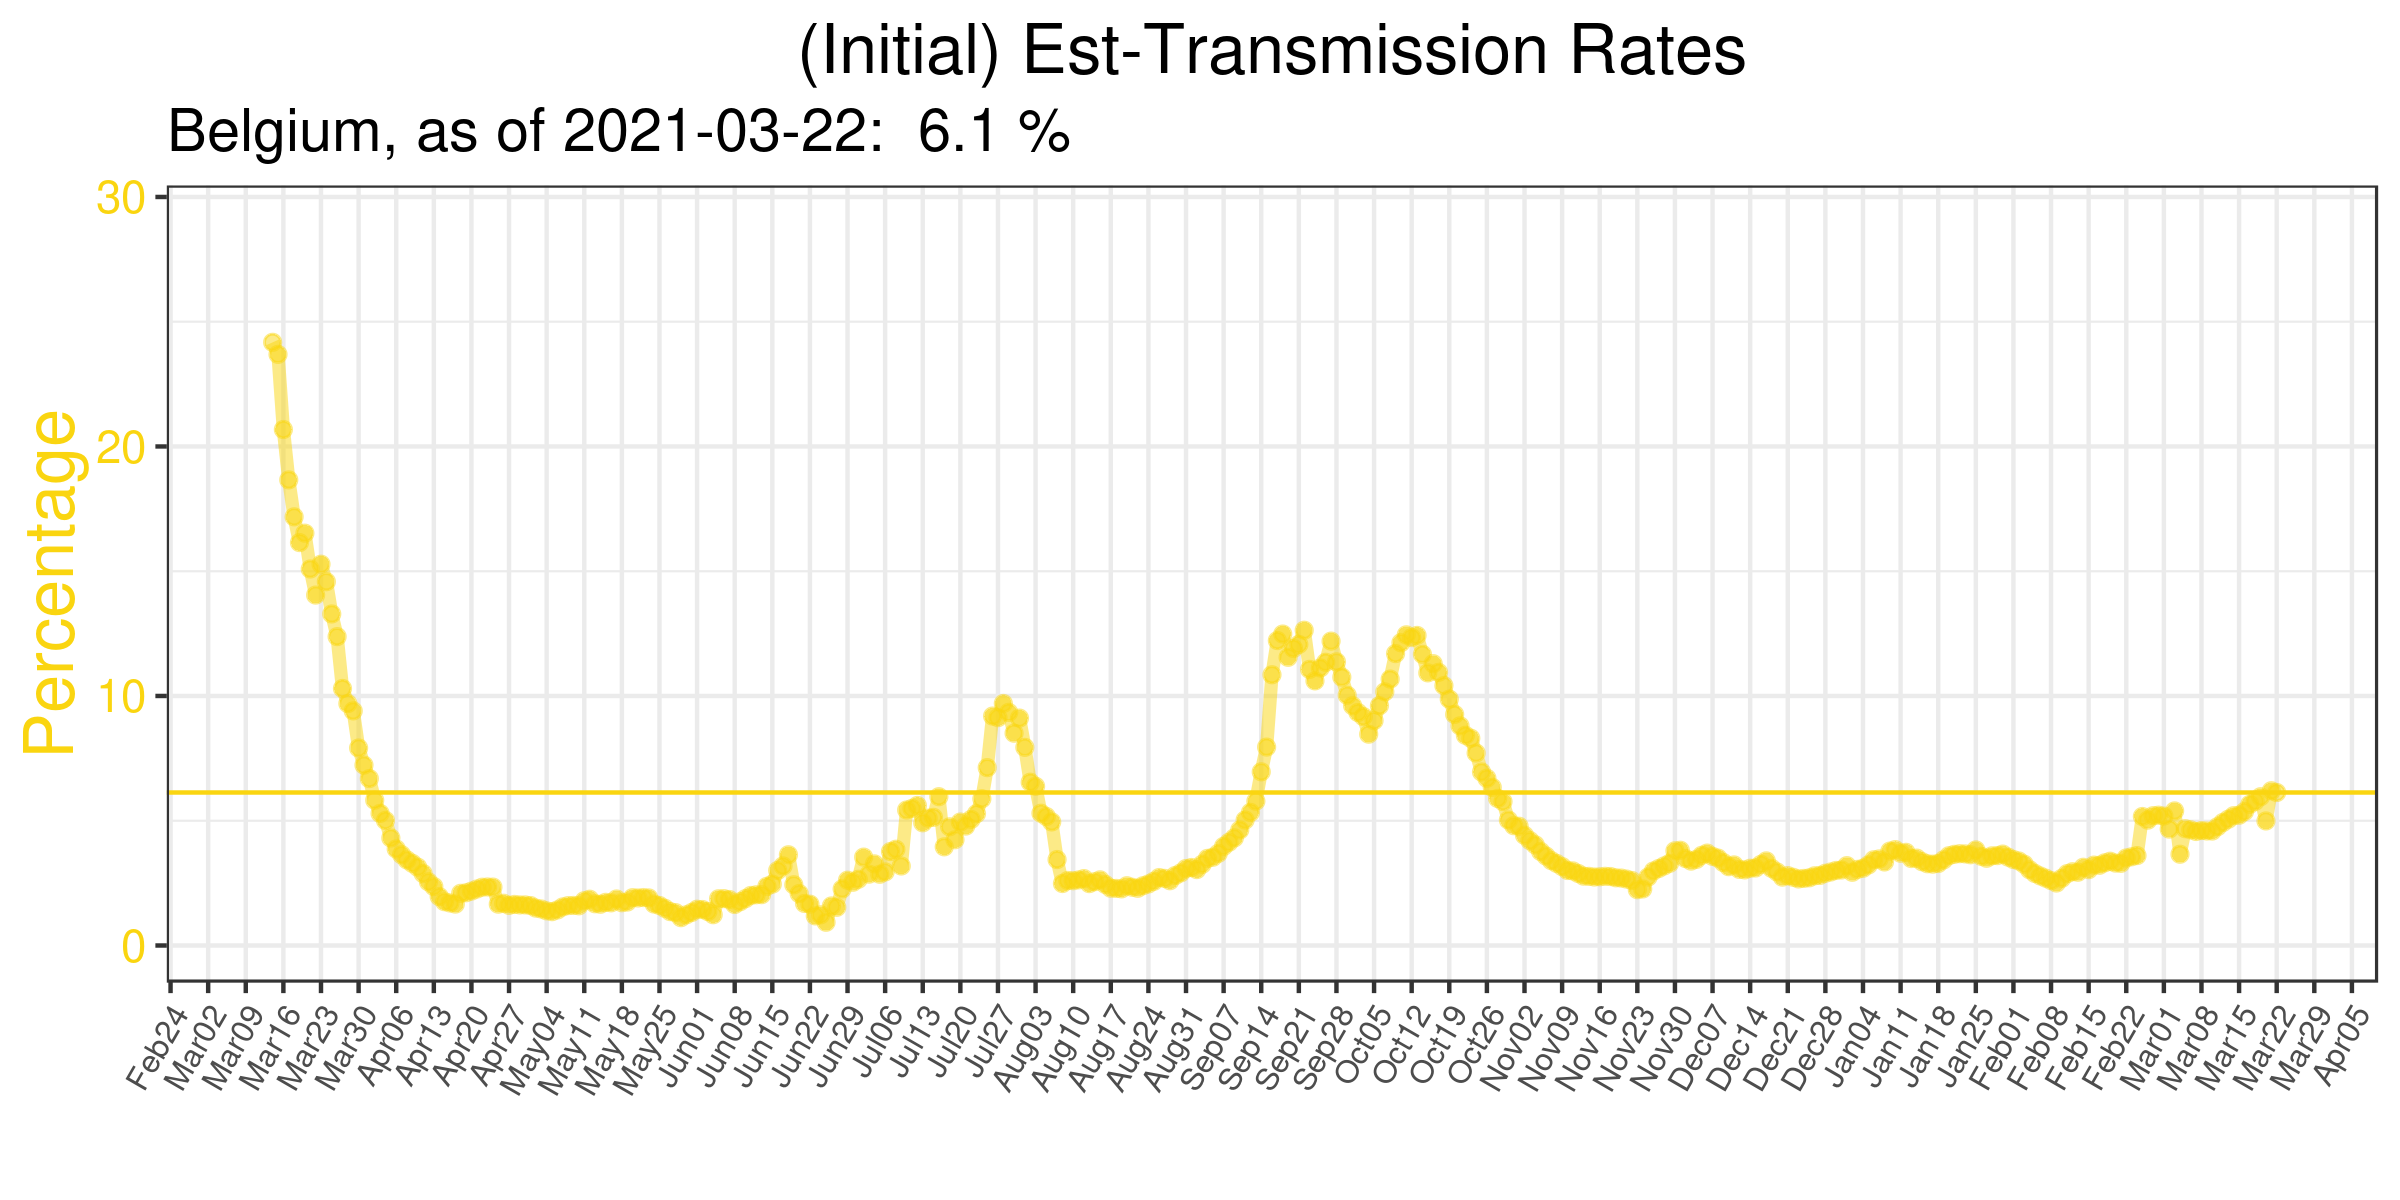 (Initial) Est-Transmission Rates
Belgium, as of 2021-03-22:  6.1 %
Percentage
30
20
10
0
Feb24
Mar02
Mar09
Mar16
Mar23
Mar30
Apr06
Apr13
Apr20
Apr27
May04
May11
May18
May25
Jun01
Jun08
Jun15
Jun22
Jun29
Jul06
Jul13
Jul20
Jul27
Aug03
Aug10
Aug17
Aug24
Aug31
Sep07
Sep14
Sep21
Sep28
Oct05
Oct12
Oct19
Oct26
Nov02
Nov09
Nov16
Nov23
Nov30
Dec07
Dec14
Dec21
Dec28
Jan04
Jan11
Jan18
Jan25
Feb01
Feb08
Feb15
Feb22
Mar01
Mar08
Mar15
Mar22
Mar29
Apr05